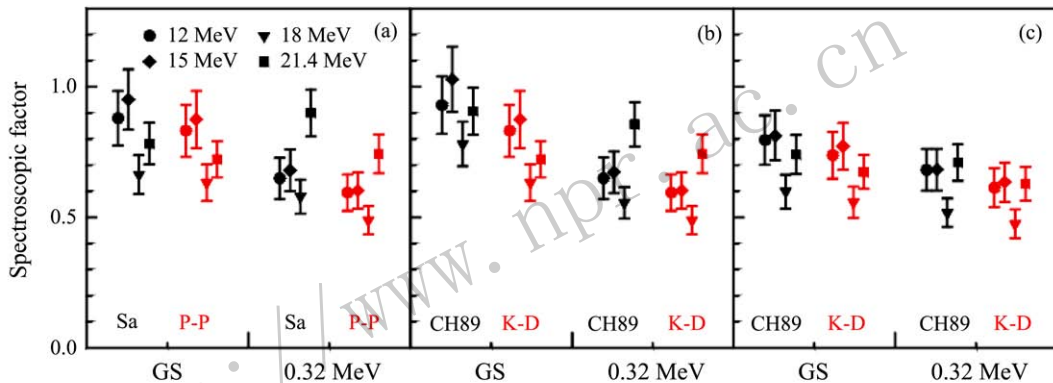 (a)
12 MeV
18 MeV
15 MeV
21.4 MeV
(b)
(c)
Spectroscopic factor
1.0
0.5
0.0
Sa
P-P
Sa
P-P
CH89
K-D
CH89
K-D
CH89
K-D
CH89
K-D
GS
0.32 MeV
GS
0.32 MeV
GS
0.32 MeV
://www.npr.ac.cn